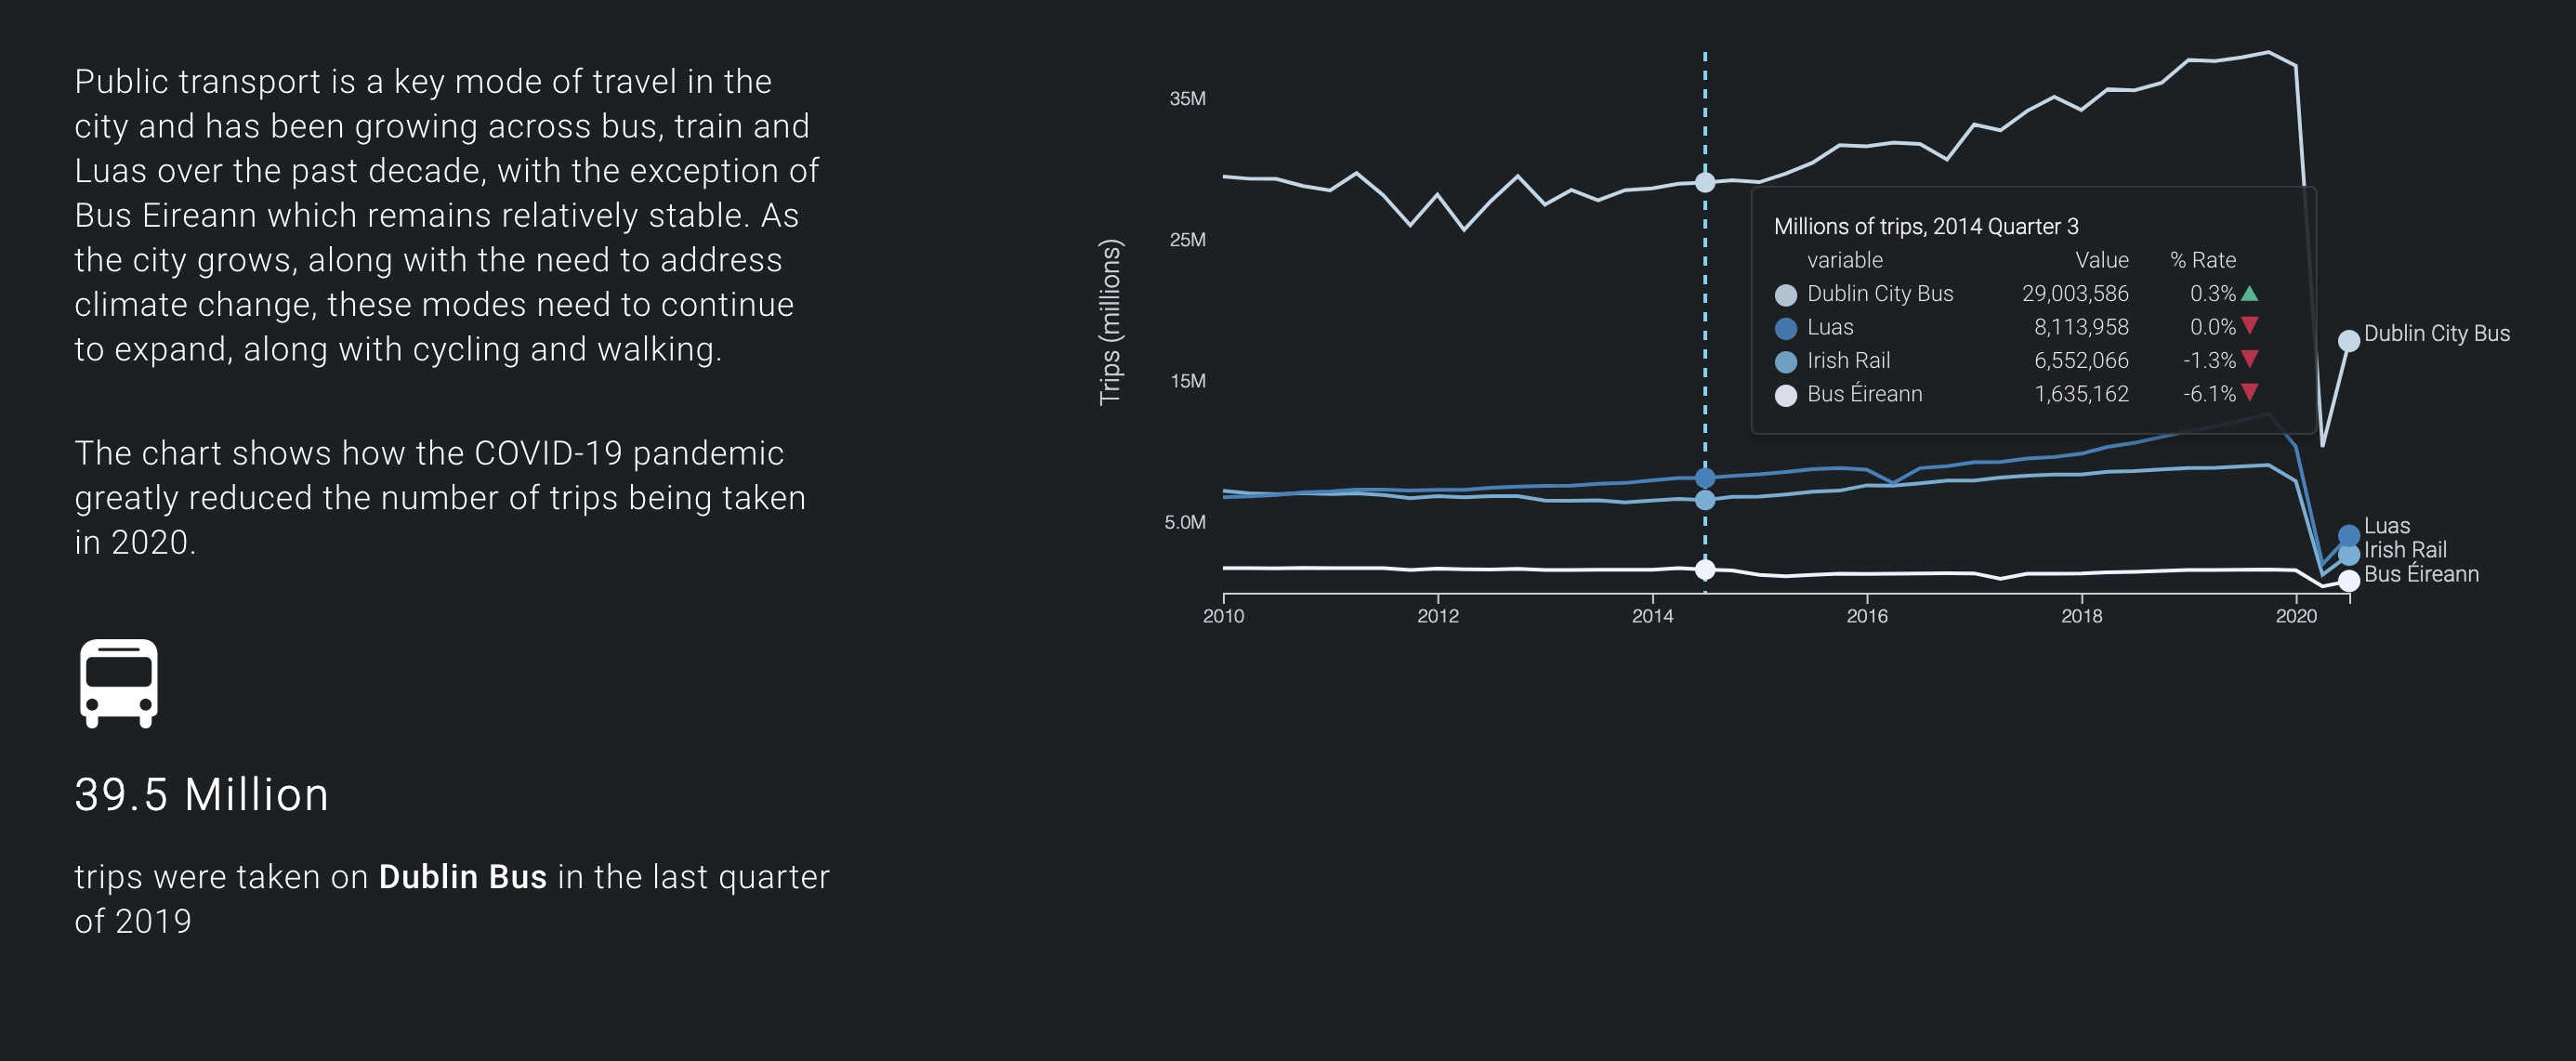 Public transport is a key mode of travel in the
city and has been growing across bus, train and
Luas over the past decade, with the exception of
Bus Eireann which remains relatively stable. As
the city grows, along with the need to address
climate change, these modes need to continue
to expand, along with cycling and walking.
The chart shows how the COVID-19 pandemic
greatly reduced the number of trips being taken
in 2020.
39.5 Million
trips were taken on Dublin Bus in the last quarter
of 2019
Trips (millions)
35M
25M
15M
5.0M
2010 2012 2014 2016 2018 2020
Millions of trips, 2014 Quarter 3
variable Value % Rate
Dublin City Bus 29,003,586 0.3%
Luas 8,113,958 0.0%
Irish Rail 6,552,066 -1.3%
Bus Éireann 1,635,162 -6.1%
Dublin City Bus
Luas
Irish Rail
Bus Éireann